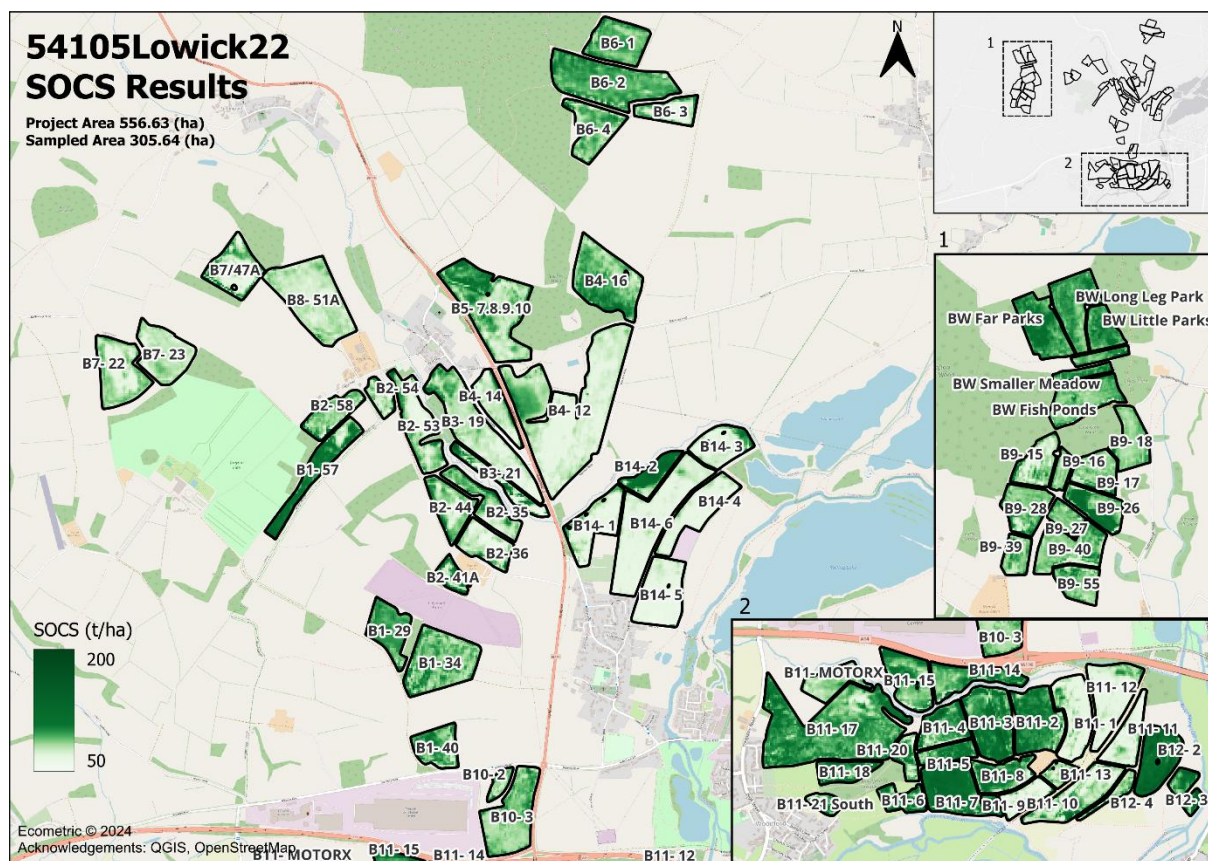 54105Lowick22
SOCS Results
Project Area 556.63 (ha)
Sampled Area 305.64 (ha)
N
B6- 1
B6- 2
B6- 3
B6- 4
B7/47A
B8- 51A
B5- 7.8.9.10
B4- 16
B7- 22
B7- 23
B2- 54
B2- 58
B2- 53
B3- 19
B4- 14
B4- 12
B1- 57
B3- 21
B14- 2
B14- 3
B14- 4
B2- 44
B2- 35
B14- 1
B14- 6
B2- 36
B2- 41A
B14- 5
B1- 29
B1- 34
B1- 40
B10- 2
B10- 3
B11- MOTORX
B11- 15
B11- 14
B11- 12
SOCS (t/ha)
200
50
Ecometric © 2024
Acknowledgements: QGIS, OpenStreetMap
1
2
1
BW Long Leg Park
BW Far Parks
BW Little Parks
BW Smaller Meadow
BW Fish Ponds
B9- 18
B9- 15
B9- 16
B9- 17
B9- 26
B9- 28
B9- 27
B9- 39
B9- 40
B9- 55
2
B10- 3
B11- MOTORX
B11- 14
B11- 15
B11- 12
B11- 17
B11- 4
B11- 3
B11- 2
B11- 1
B11- 11
B11- 20
B12- 2
B11- 5
B11- 18
B11- 8
B11- 13
B11- 21 South
B11- 6
B11- 7
B11- 9
B11- 10
B12- 4
B12- 3